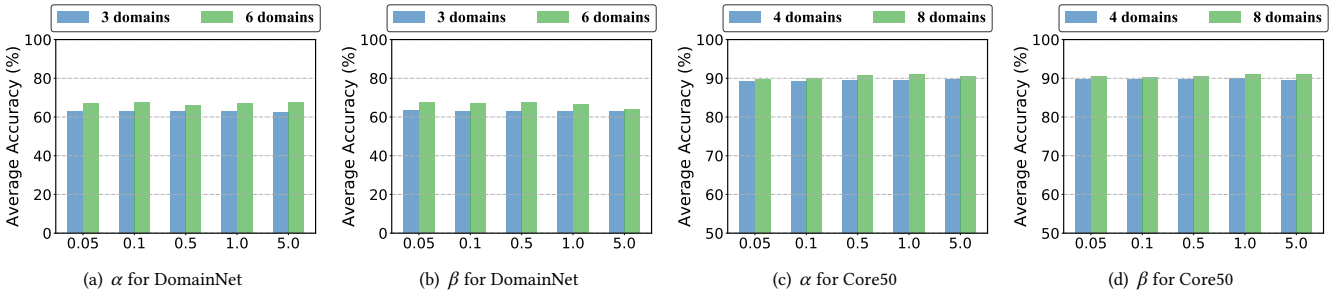 3 domains 6 domains
Average Accuracy (%)
100
80
60
40
20
0
0.05 0.1 0.5 1.0 5.0
(a) α for DomainNet
3 domains 6 domains
Average Accuracy (%)
100
80
60
40
20
0
0.05 0.1 0.5 1.0 5.0
(b) β for DomainNet
4 domains 8 domains
Average Accuracy (%)
100
90
80
70
60
50
0.05 0.1 0.5 1.0 5.0
(c) α for Core50
4 domains 8 domains
Average Accuracy (%)
100
90
80
70
60
50
0.05 0.1 0.5 1.0 5.0
(d) β for Core50